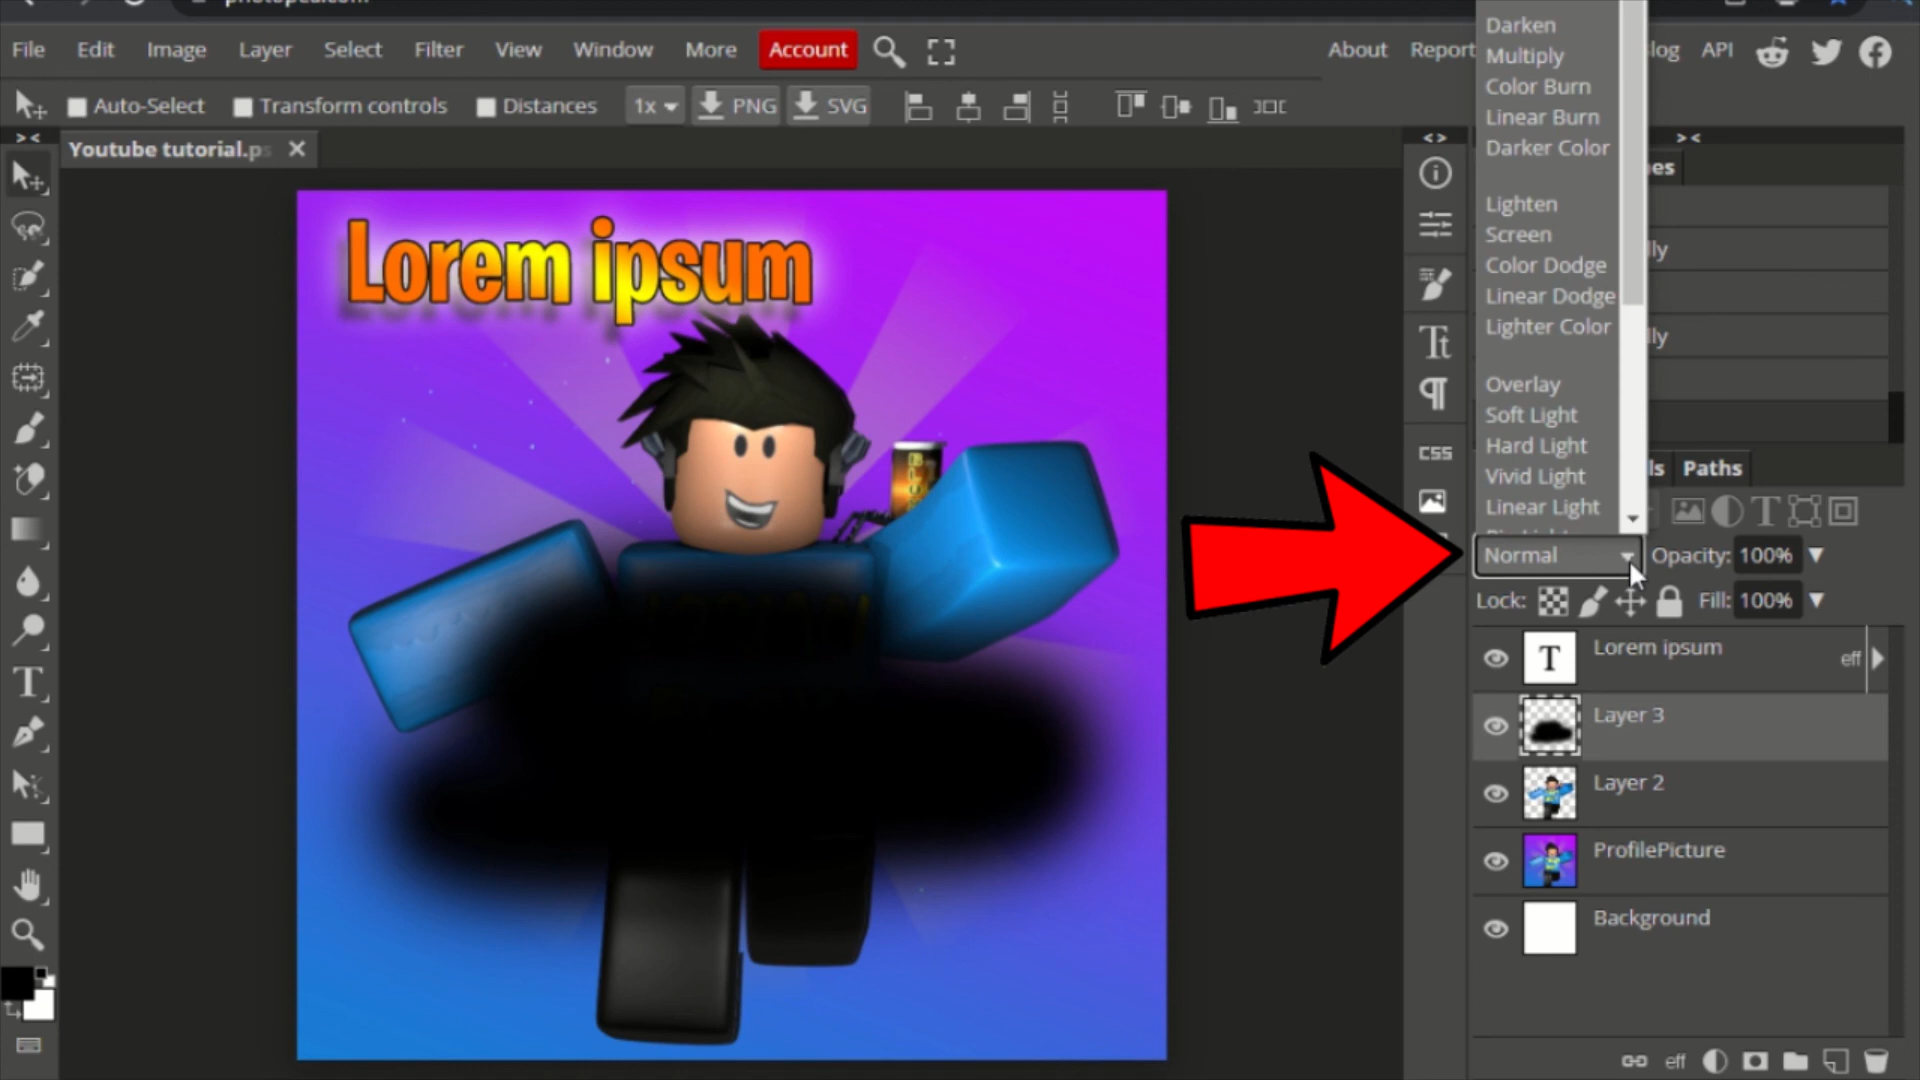 File Edit Image Layer Select Filter View Window More Account About Report log API
Auto-Select Transform controls Distances 1x PNG SVG
Youtube tutorial.ps
Darken
Multiply
Color Burn
Linear Burn
Darker Color
Lighten
Screen
Color Dodge
Linear Dodge
Lighter Color
Overlay
Soft Light
Hard Light
Vivid Light
Linear Light
Lorem ipsum
CSS
Paths
Normal Opacity: 100%
Lock: Fill: 100%
Lorem ipsum eff
Layer 3
Layer 2
ProfilePicture
Background
eff